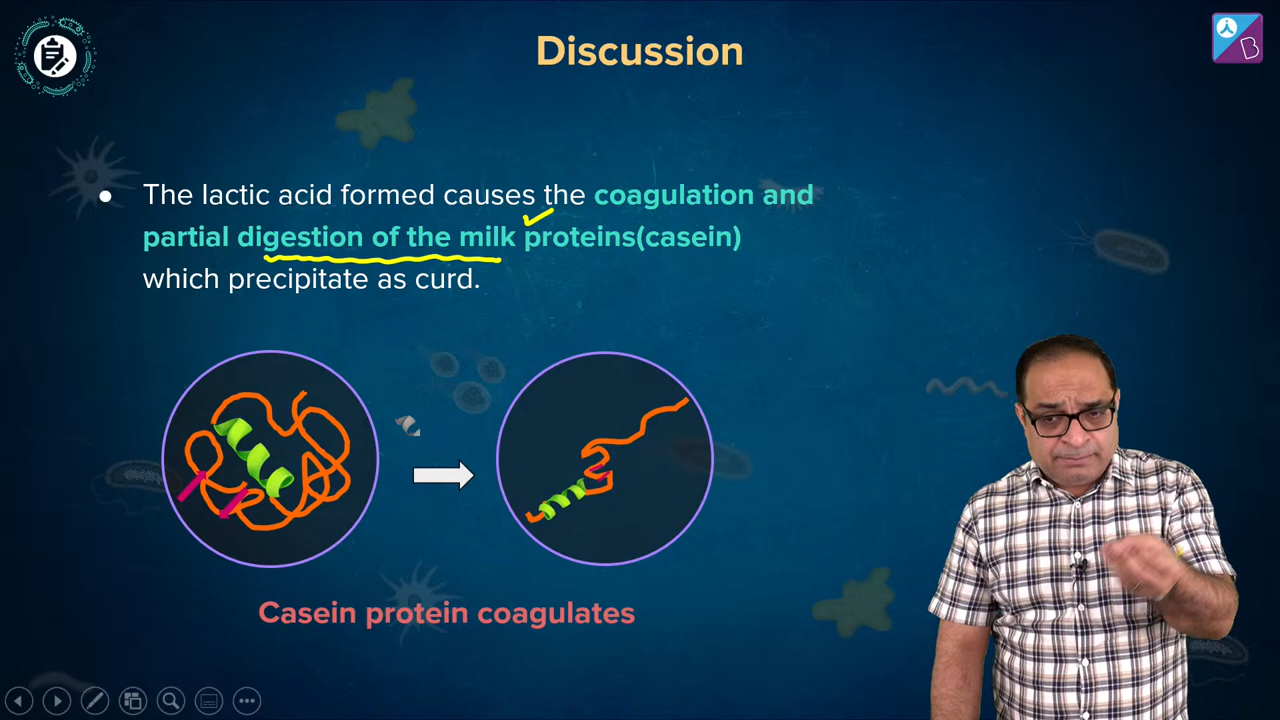 Discussion
The lactic acid formed causes the coagulation and
partial digestion of the milk proteins(casein)
which precipitate as curd.
Casein protein coagulates
B